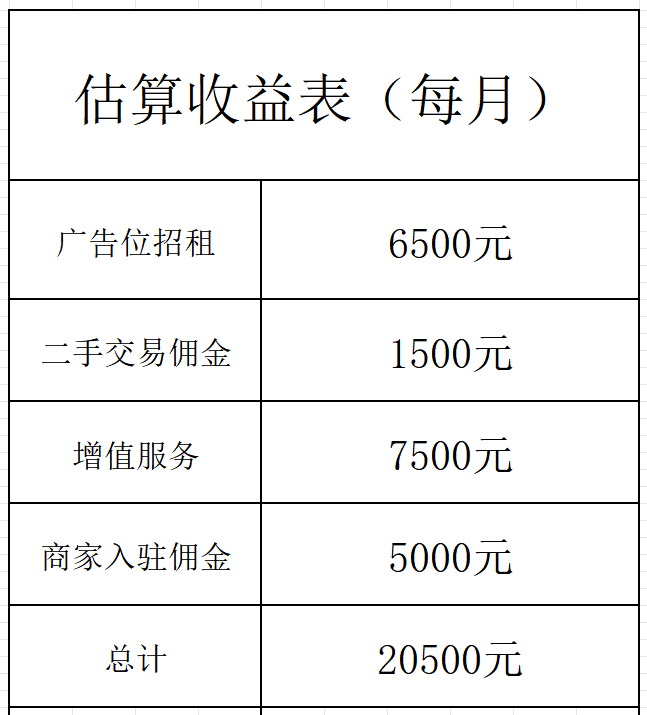 估算收益表（每月）
广告位招租 6500元
二手交易佣金 1500元
增值服务 7500元
商家入驻佣金 5000元
总计 20500元